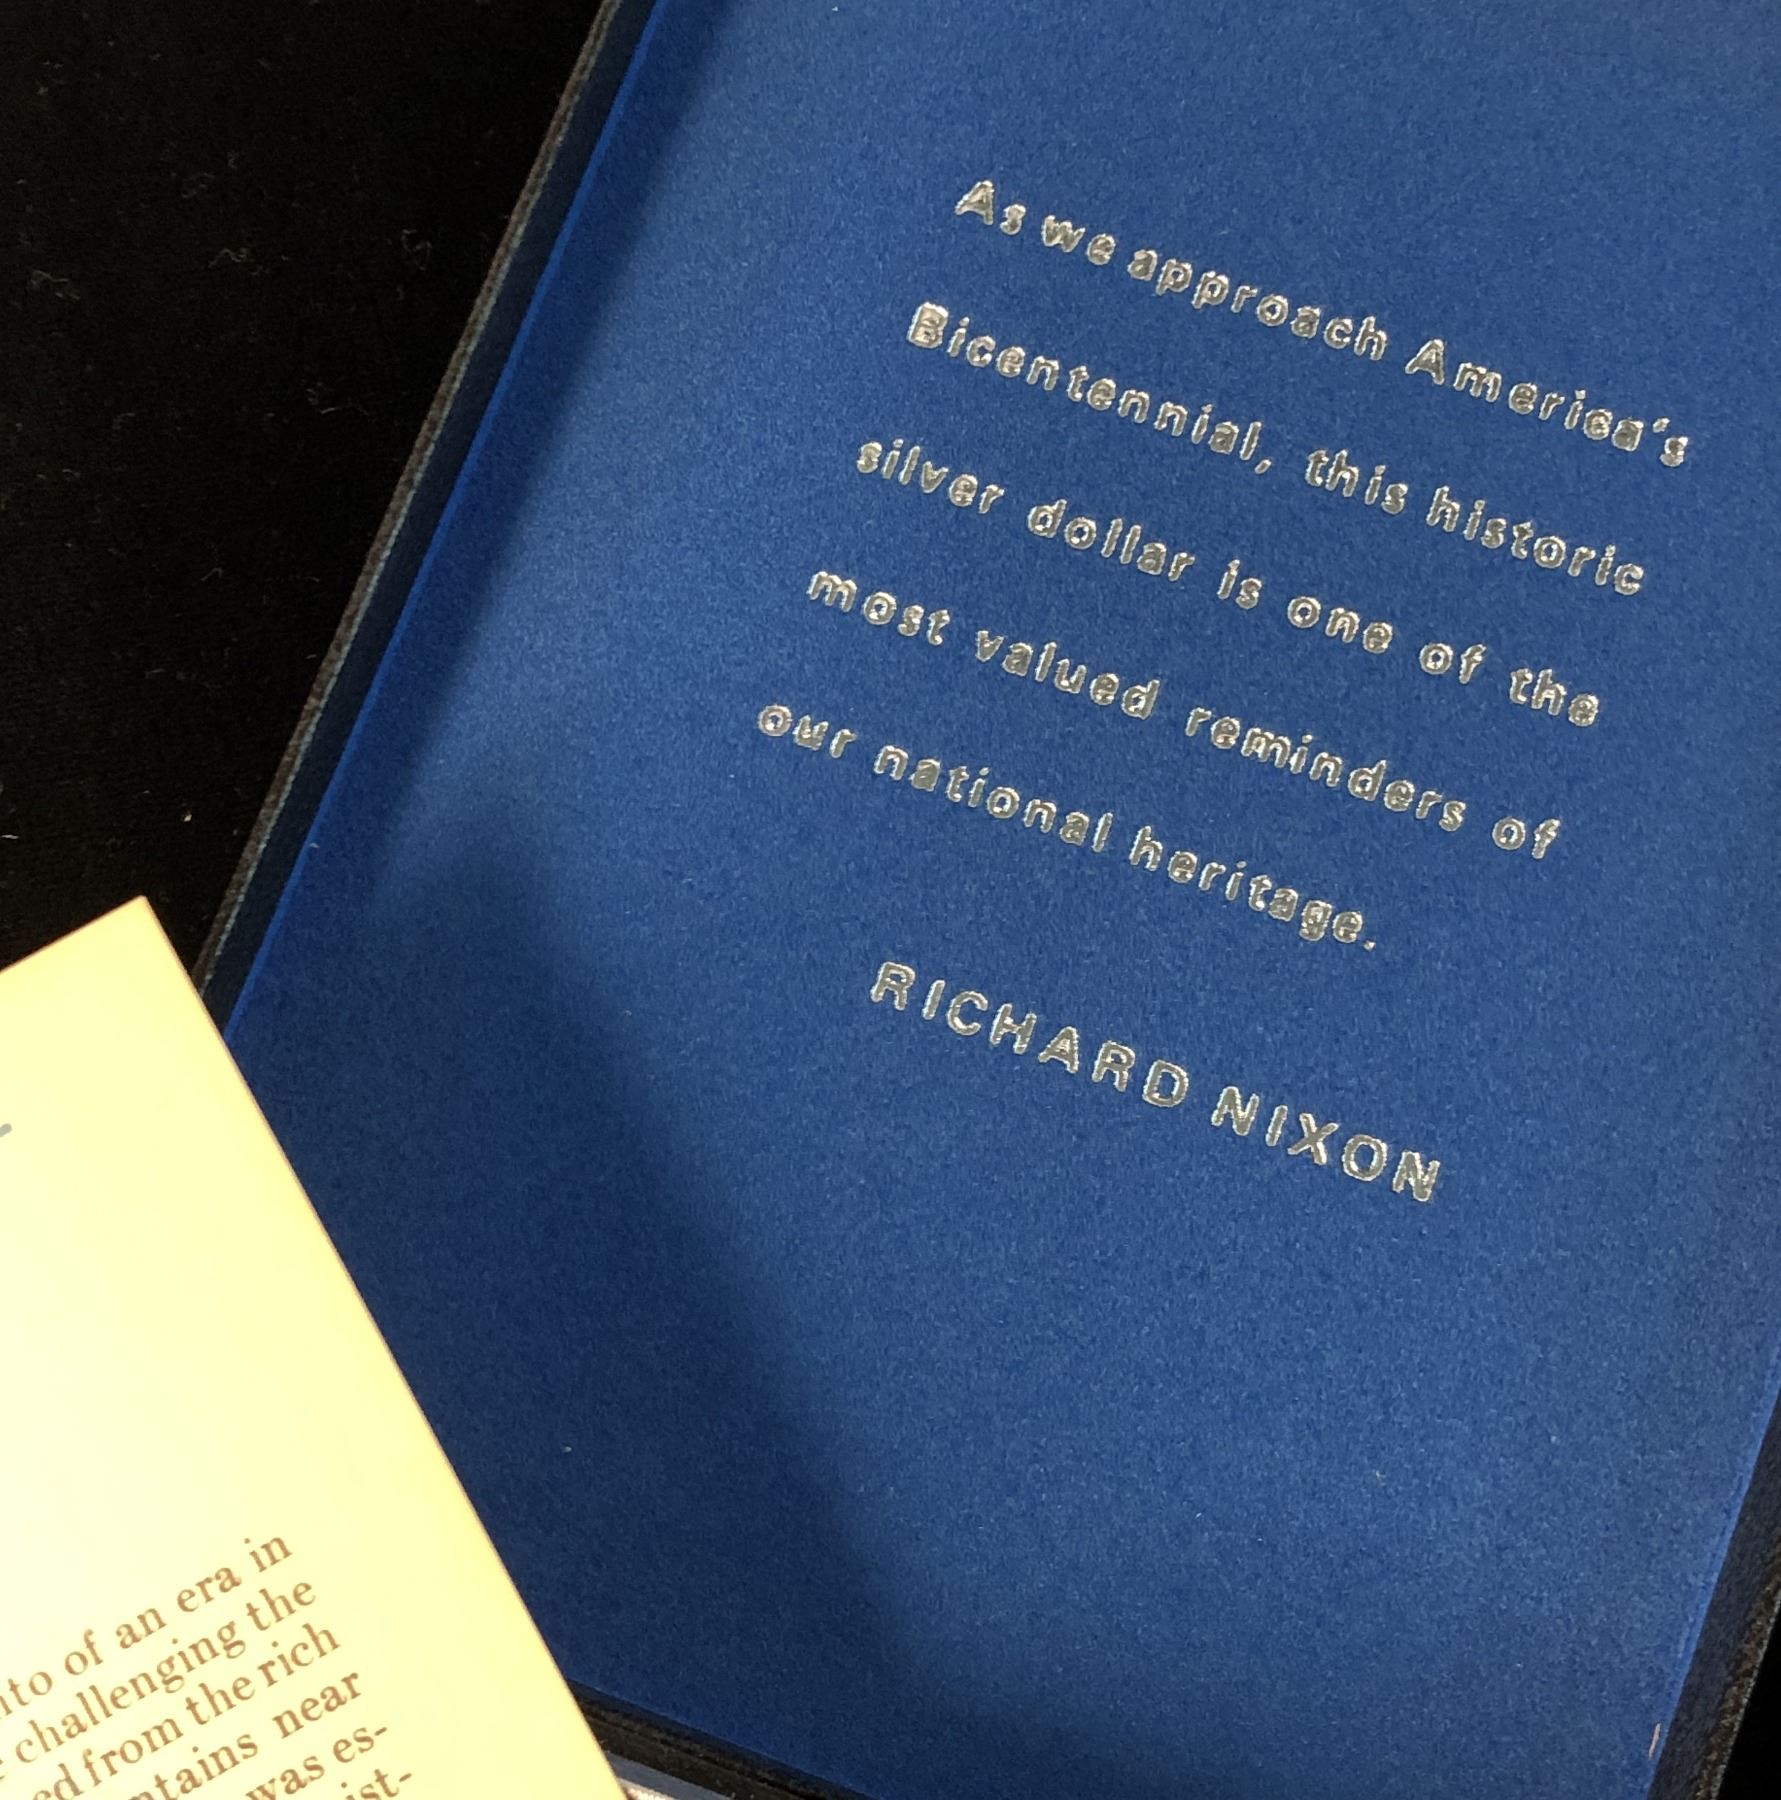 As we approach America's
Bicentennial, this historic
silver dollar is one of the
most valued reminders of
our national heritage.
RICHARD NIXON
of an era in
challenging the
from the rich
near
was es-